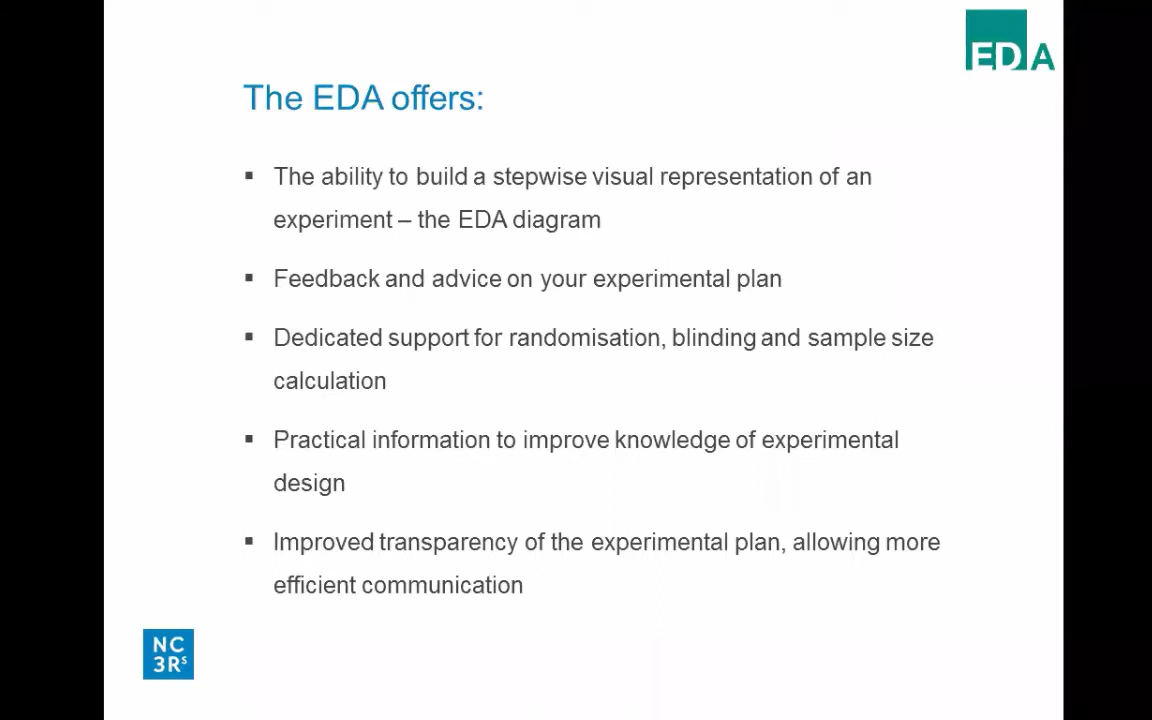 EDA
The EDA offers:
▪ The ability to build a stepwise visual representation of an
experiment – the EDA diagram
▪ Feedback and advice on your experimental plan
▪ Dedicated support for randomisation, blinding and sample size
calculation
▪ Practical information to improve knowledge of experimental
design
▪ Improved transparency of the experimental plan, allowing more
efficient communication
NC
3Rs